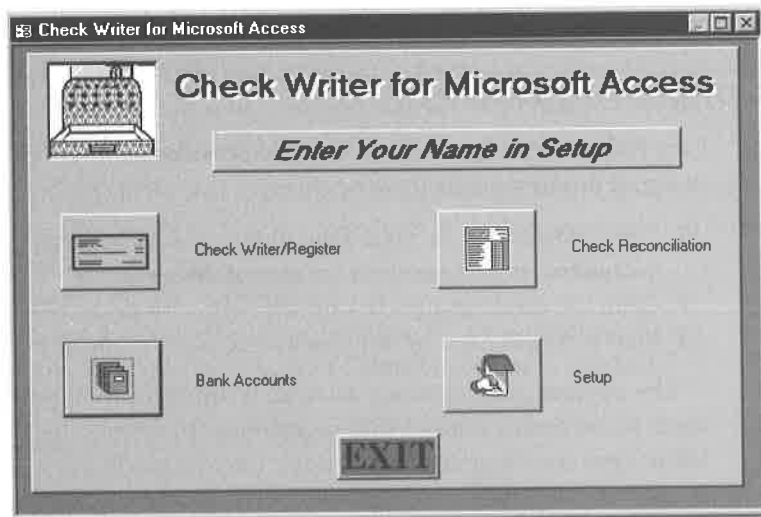 Check Writer for Microsoft Access
Check Writer for Microsoft Access
Enter Your Name in Setup
Check Writer/Register
Check Reconciliation
Bank Accounts
Setup
EXIT